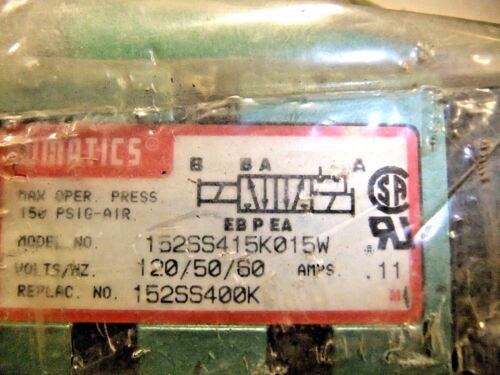 UMATICS®
B B A A
MAX OPER. PRESS
150 PSIG-AIR
EB P EA
SA
®
MODEL NO. 152SS415K015W
VOLTS/HZ. 120/50/60 AMPS .11
REPLAC. NO. 152SS400K